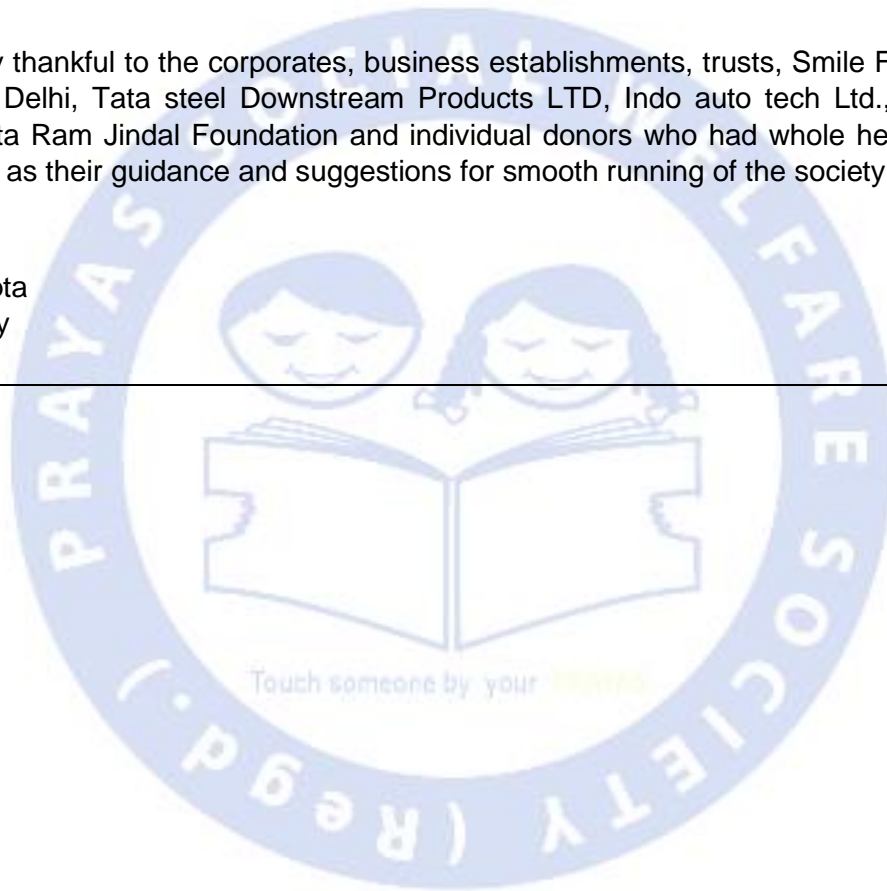 y thankful to the corporates, business establishments, trusts, Smile F
Delhi, Tata steel Downstream Products LTD, Indo auto tech Ltd.,
ta Ram Jindal Foundation and individual donors who had whole he
as their guidance and suggestions for smooth running of the society
ota
y
PRAYAS SOCIAL WELFARE SOCIETY (Regd.)
Touch someone by your PRAYAS